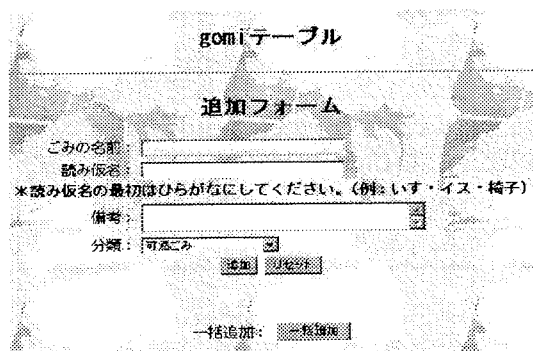 gomiテーブル
追加フォーム
ごみの名前：
読み仮名：
＊読み仮名の最初はひらがなにしてください。（例：いす・イス・椅子）
備考：
分類： 可燃ごみ
追加 リセット
一括追加： 一括追加